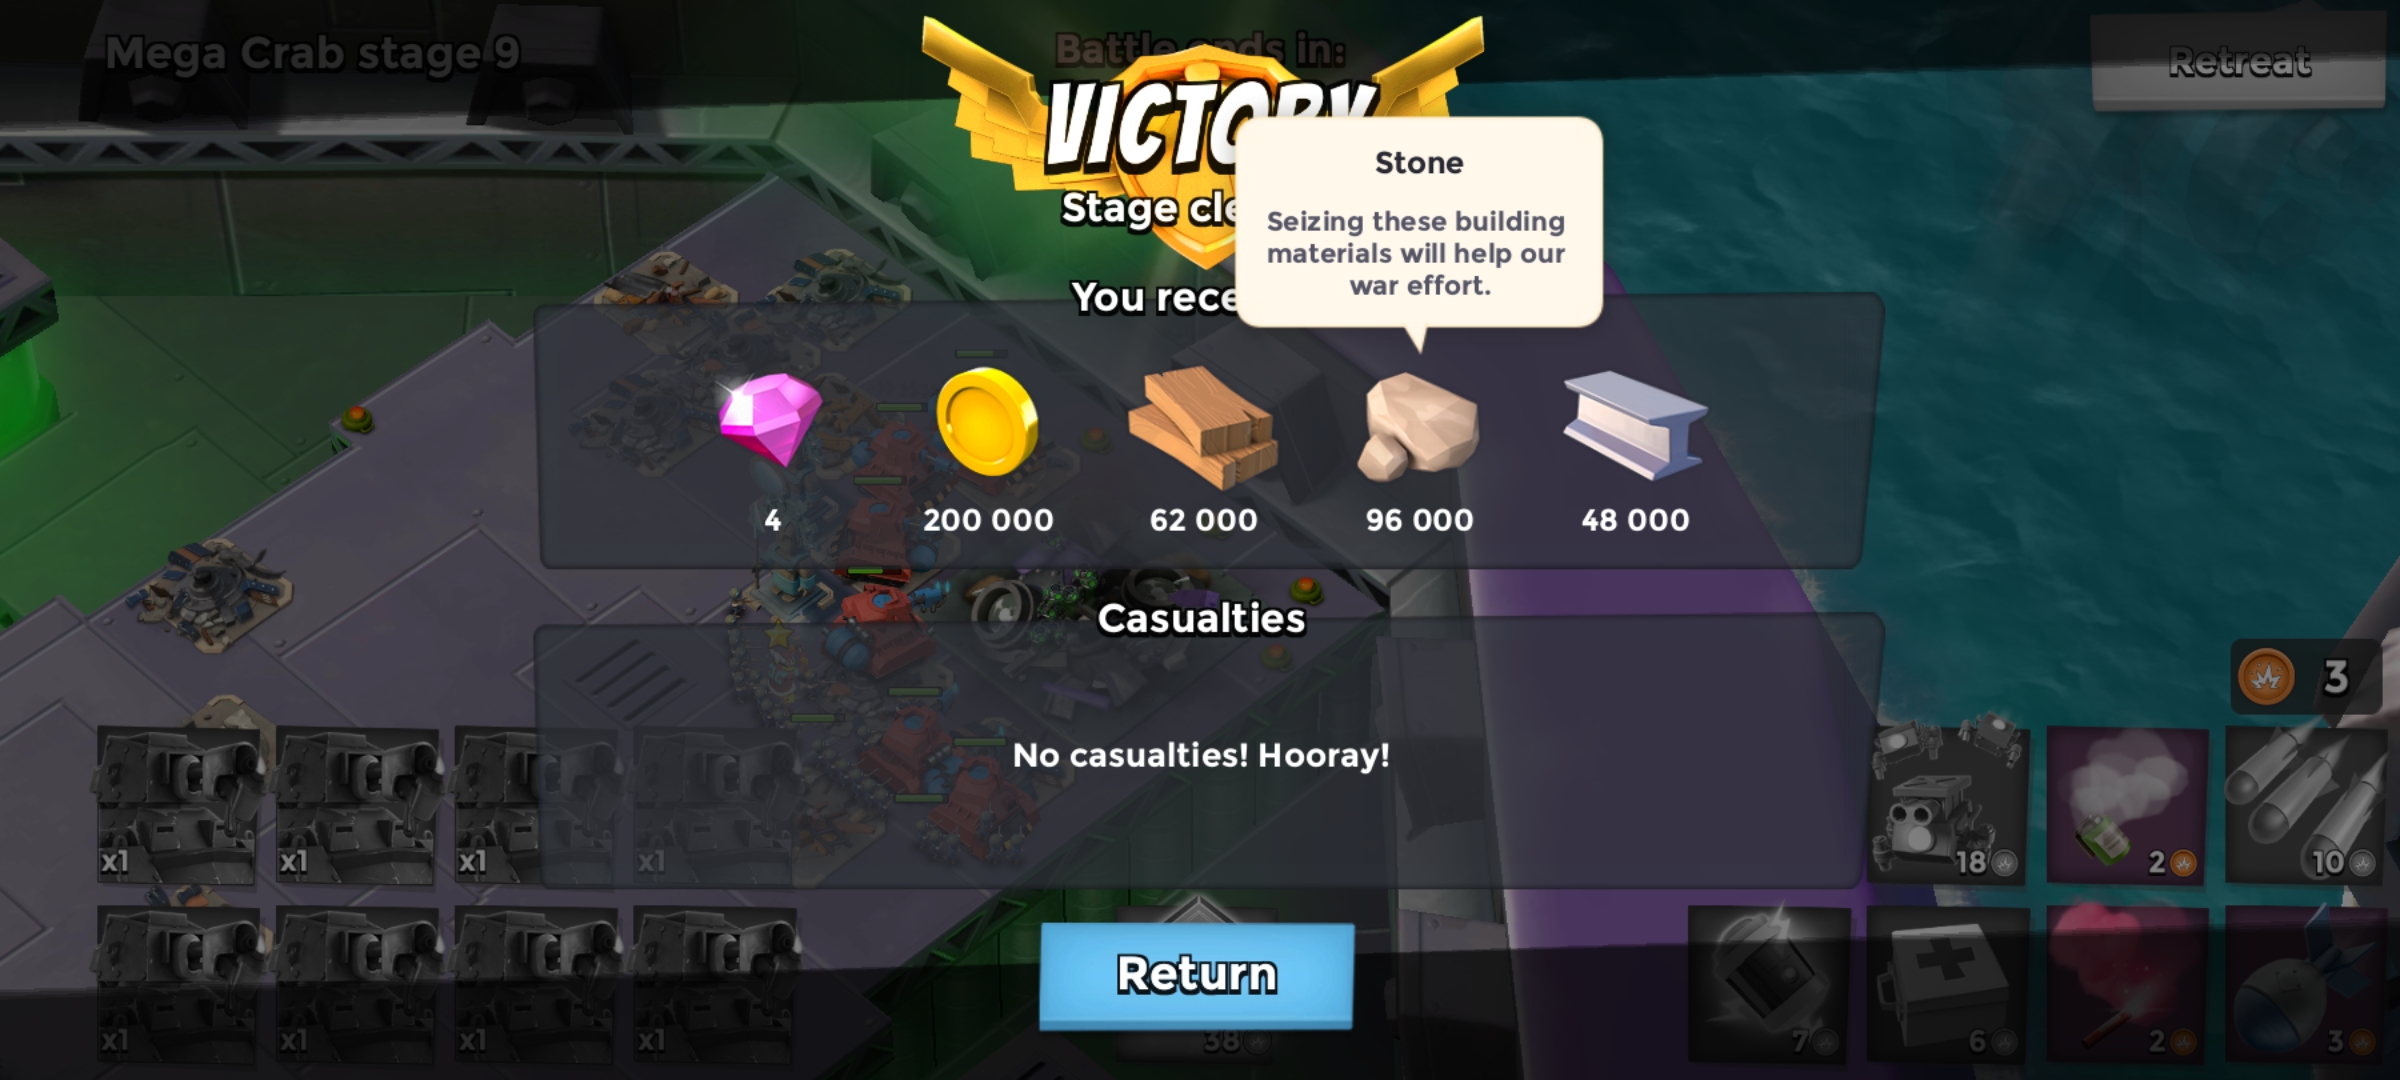 Mega Crab stage 9
Battle ends in:
Retreat
VICTORY
Stage cle
You rece
Stone
Seizing these building
materials will help our
war effort.
4
200 000
62 000
96 000
48 000
Casualties
No casualties! Hooray!
3
x1
x1
x1
x1
18
2
10
x1
x1
x1
x1
Return
38
7
6
2
3